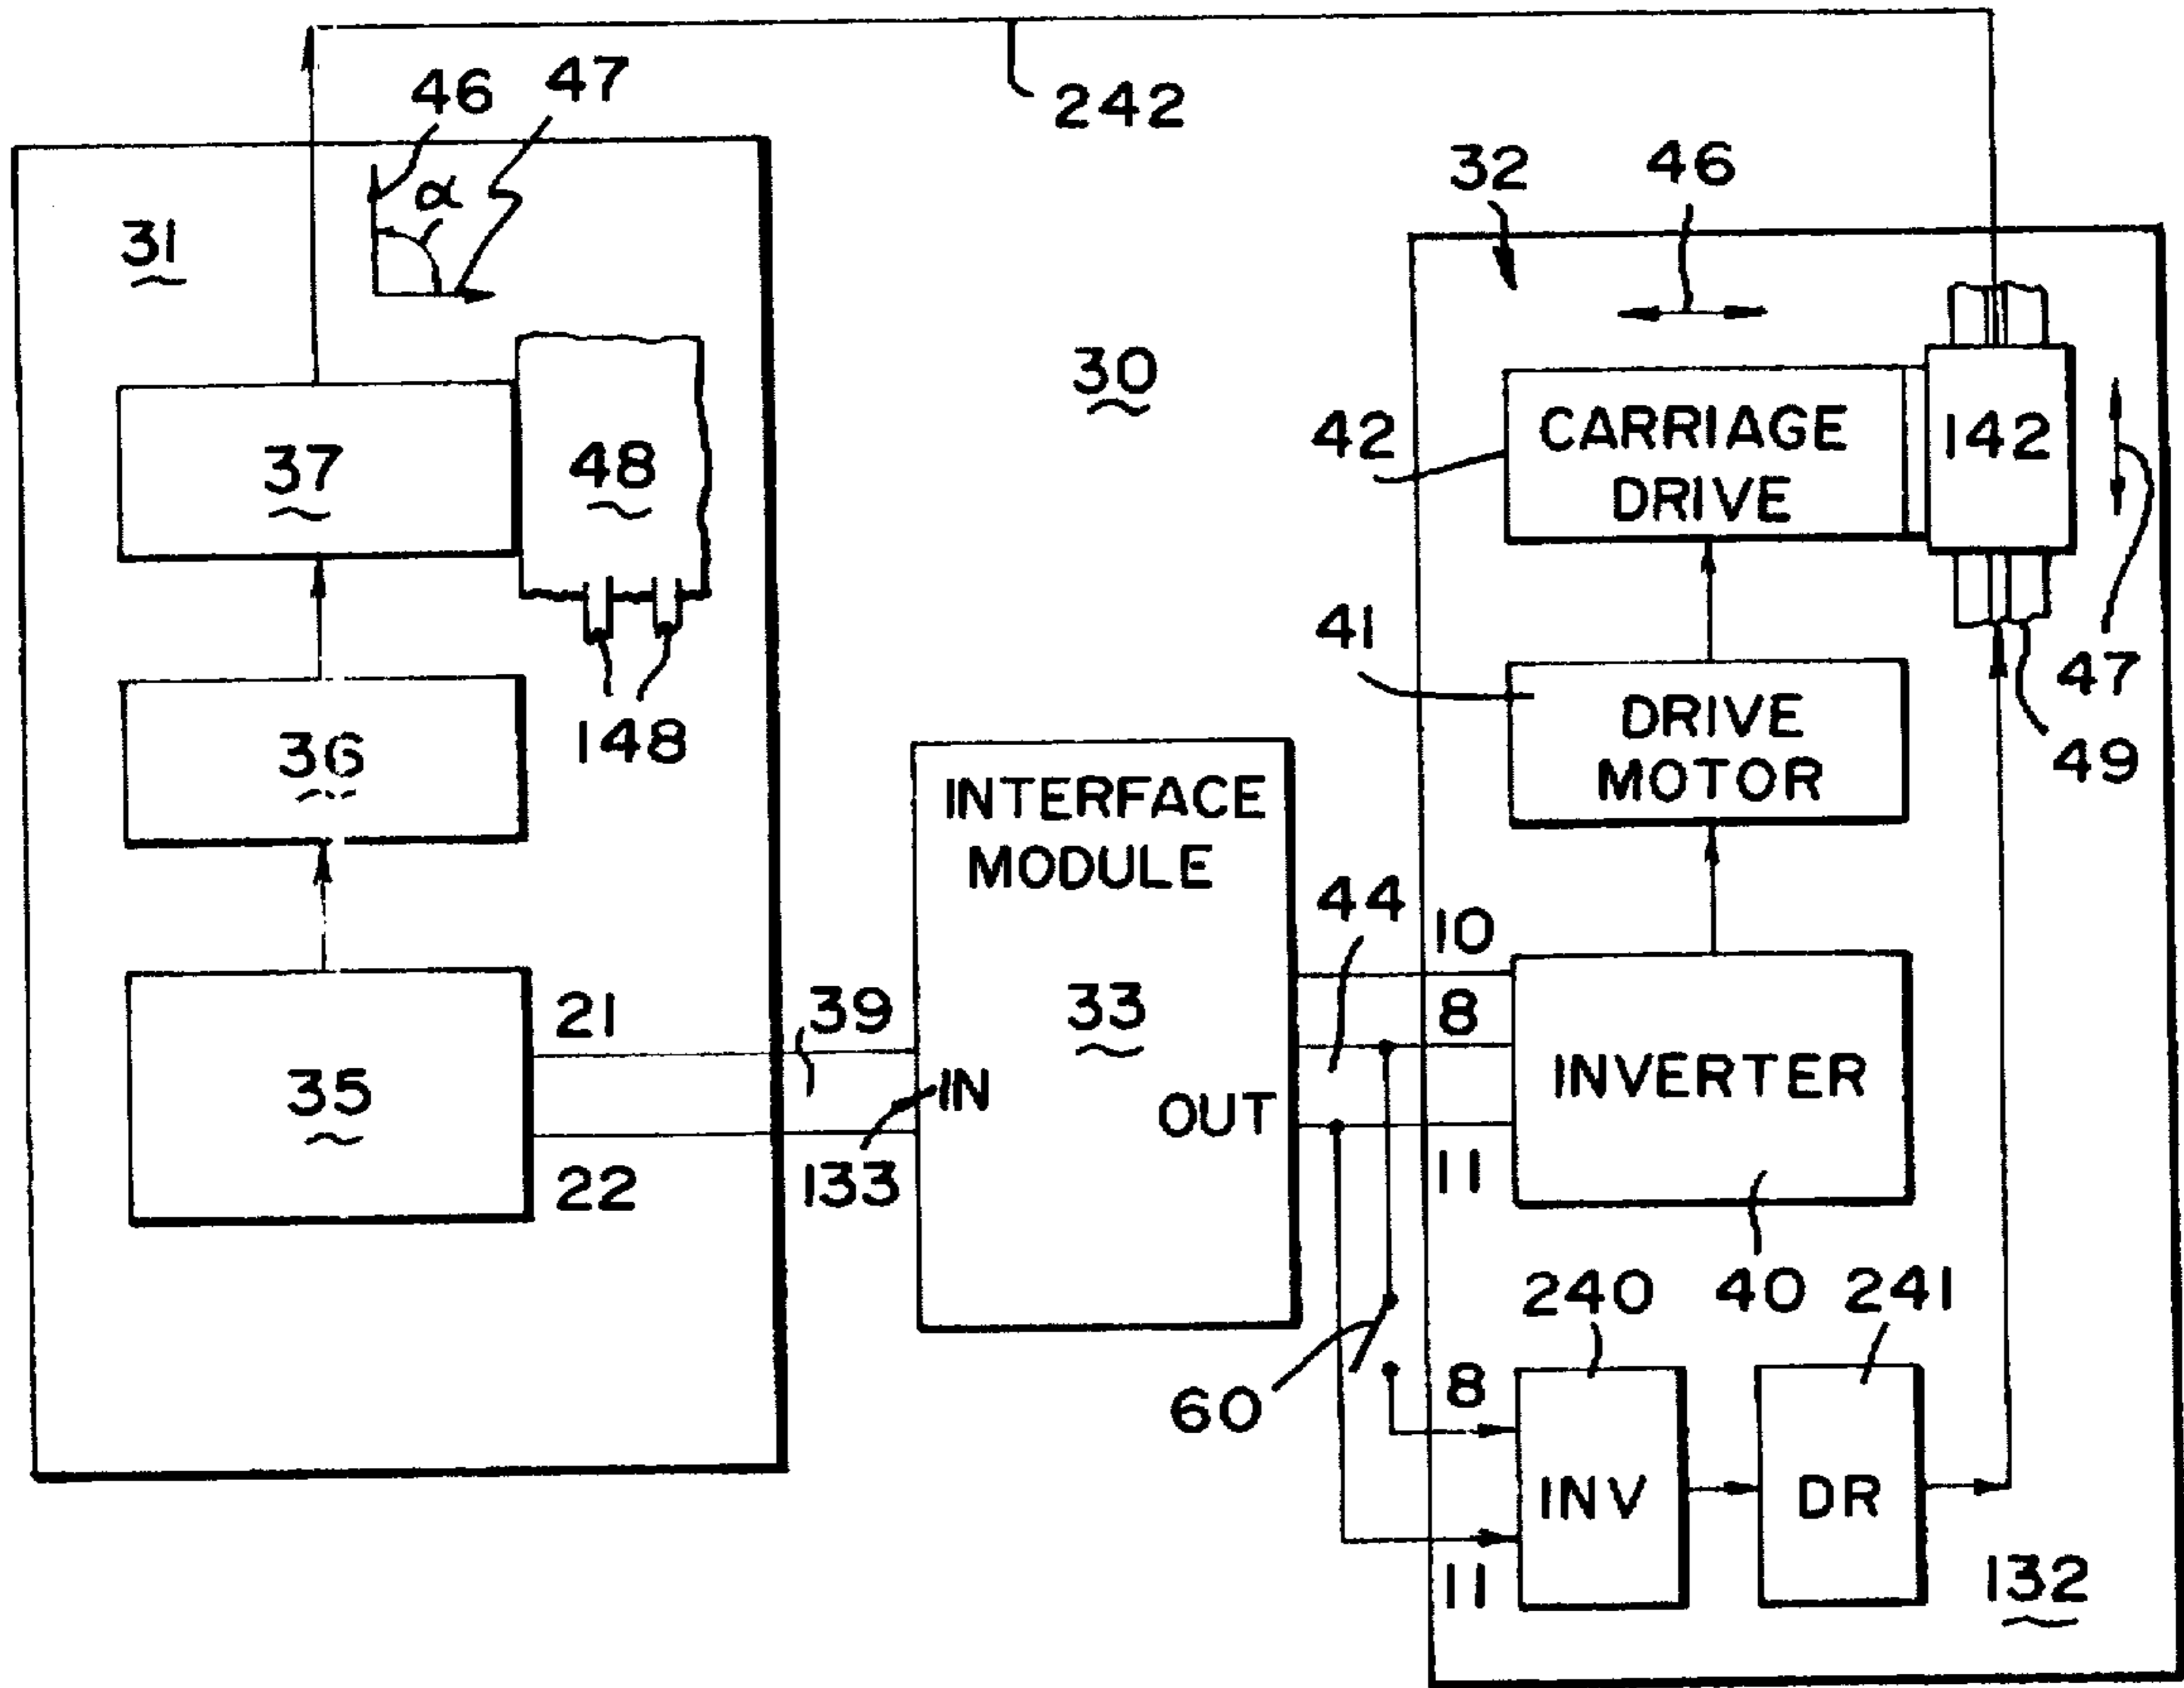 242
46
47
α
31
37
48
148
36
35
21
22
39
133
30
INTERFACE
MODULE
33
IN
OUT
44
60
32
46
42
CARRIAGE
DRIVE
142
47
49
41
DRIVE
MOTOR
10
8
11
INVERTER
40
240
241
8
11
INV
DR
132